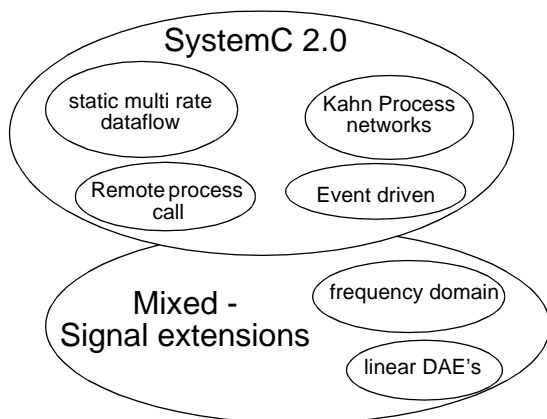 SystemC 2.0
static multi rate
dataflow
Kahn Process
networks
Remote process
call
Event driven
Mixed -
Signal extensions
frequency domain
linear DAE's